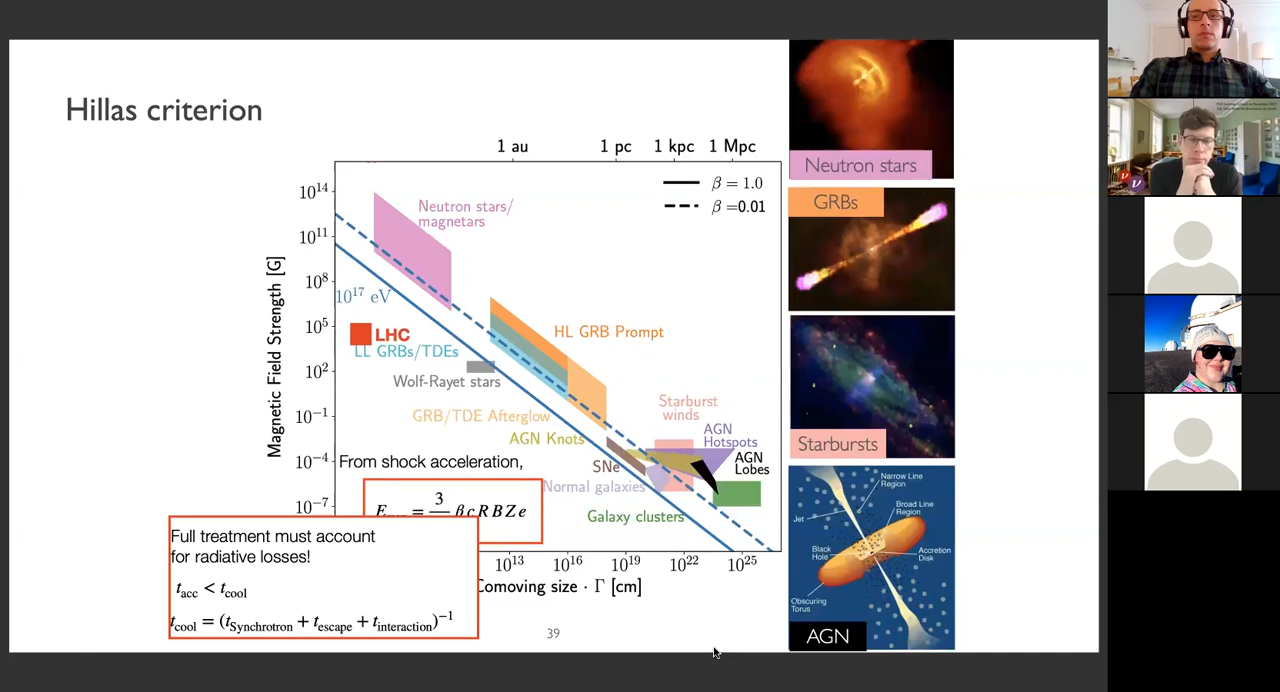 Hillas criterion
1 au
1 pc
1 kpc
1 Mpc
β = 1.0
β =0.01
10^14
10^11
10^8
10^5
10^2
10^−1
10^−4
10^−7
Magnetic Field Strength [G]
Neutron stars/
magnetars
10^17 eV
LHC
LL GRBs/TDEs
HL GRB Prompt
Wolf-Rayet stars
GRB/TDE Afterglow
Starburst
winds
AGN Knots
AGN
Hotspots
AGN
Lobes
SNe
Normal galaxies
Galaxy clusters
From shock acceleration,
= 3 β c R B Z e
Full treatment must account
for radiative losses!
t_acc < t_cool
t_cool = (t_Synchrotron + t_escape + t_interaction)^−1
10^13
10^16
10^19
10^22
10^25
Comoving size · Γ [cm]
39
Neutron stars
GRBs
Starbursts
Narrow Line
Region
Broad Line
Region
Jet
Black
Hole
Accretion
Disk
Obscuring
Torus
AGN